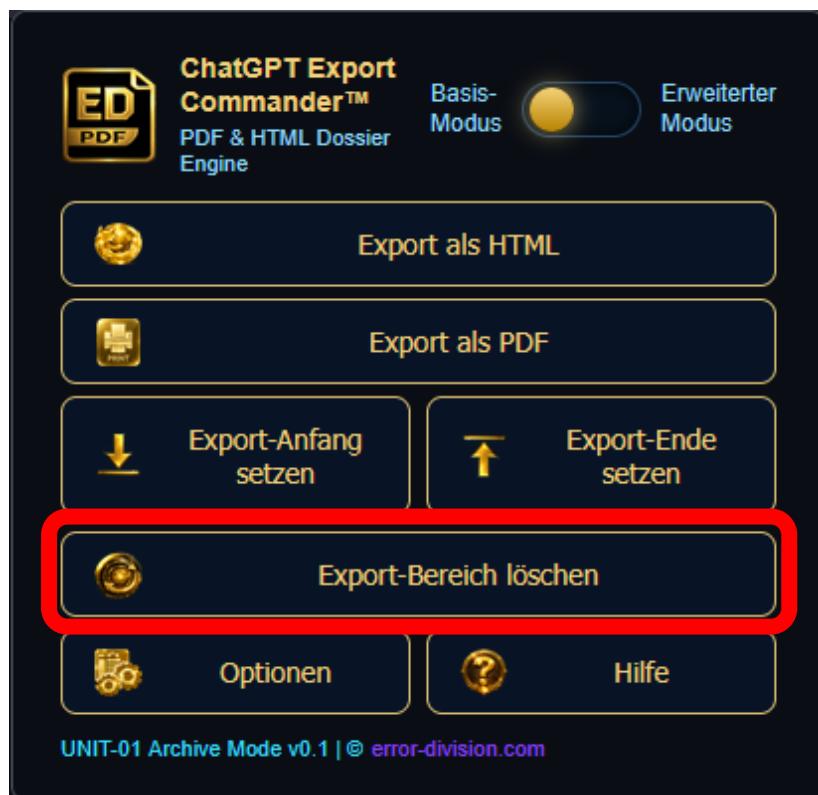 ED
PDF
ChatGPT Export
Commander™
PDF & HTML Dossier
Engine
Basis-
Modus
Erweiterter
Modus
Export als HTML
PRINT
Export als PDF
Export-Anfang
setzen
Export-Ende
setzen
Export-Bereich löschen
Optionen
Hilfe
UNIT-01 Archive Mode v0.1 | © error-division.com